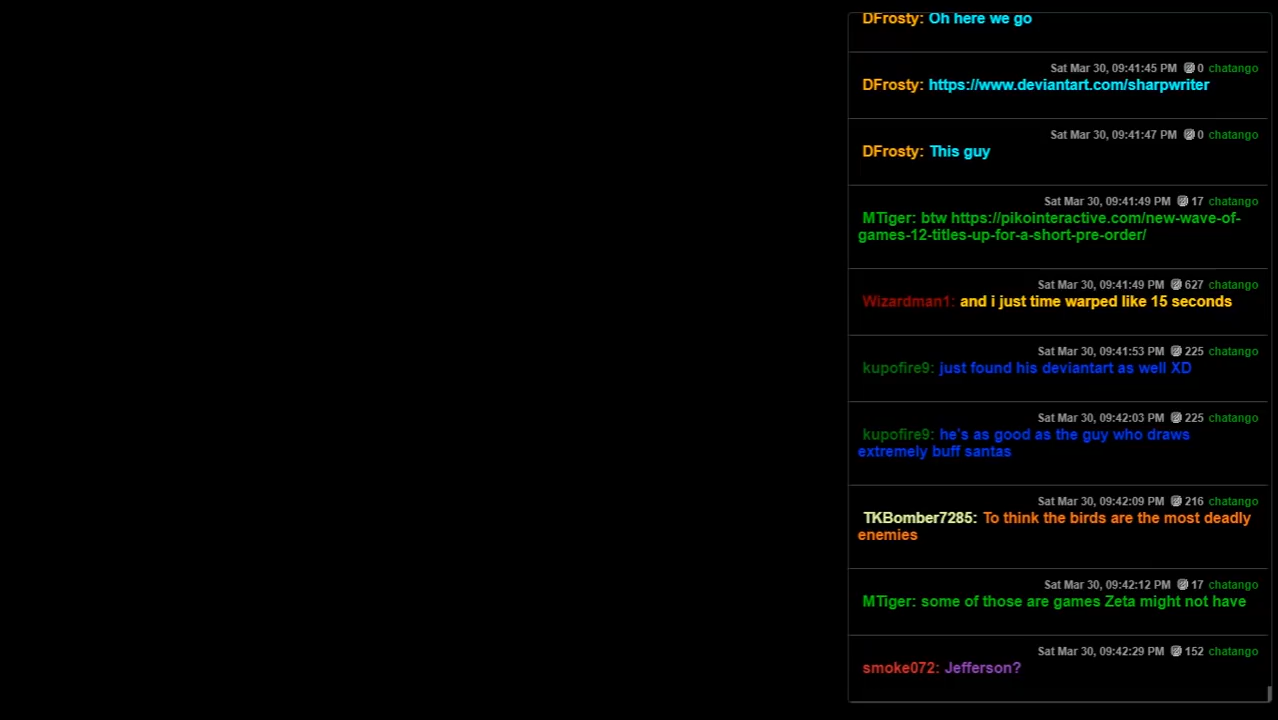 DFrosty: Oh here we go
Sat Mar 30, 09:41:45 PM 0 chatango
DFrosty: https://www.deviantart.com/sharpwriter
Sat Mar 30, 09:41:47 PM 0 chatango
DFrosty: This guy
Sat Mar 30, 09:41:49 PM 17 chatango
MTiger: btw https://pikointeractive.com/new-wave-of-
games-12-titles-up-for-a-short-pre-order/
Sat Mar 30, 09:41:49 PM 627 chatango
Wizardman1: and i just time warped like 15 seconds
Sat Mar 30, 09:41:53 PM 225 chatango
kupofire9: just found his deviantart as well XD
Sat Mar 30, 09:42:03 PM 225 chatango
kupofire9: he's as good as the guy who draws
extremely buff santas
Sat Mar 30, 09:42:09 PM 216 chatango
TKBomber7285: To think the birds are the most deadly
enemies
Sat Mar 30, 09:42:12 PM 17 chatango
MTiger: some of those are games Zeta might not have
Sat Mar 30, 09:42:29 PM 152 chatango
smoke072: Jefferson?